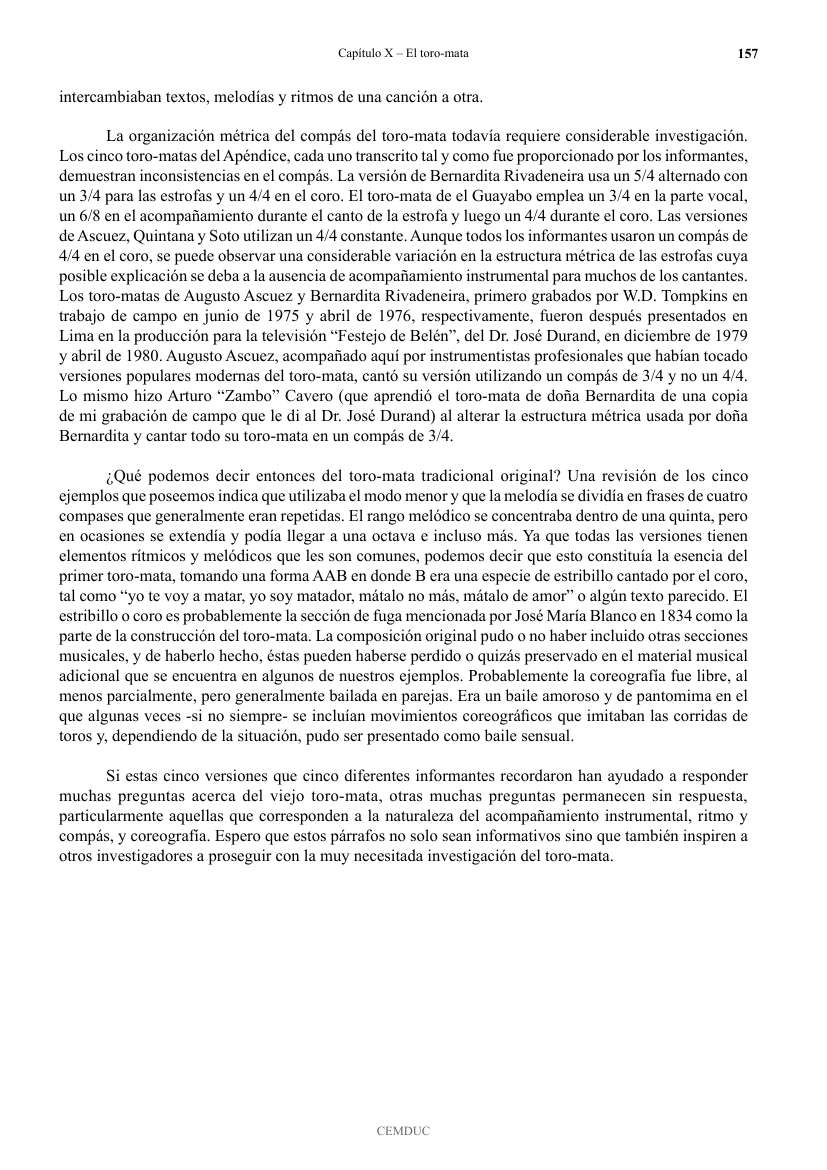 Capítulo X – El toro-mata
157
intercambiaban textos, melodías y ritmos de una canción a otra.
La organización métrica del compás del toro-mata todavía requiere considerable investigación.
Los cinco toro-matas del Apéndice, cada uno transcrito tal y como fue proporcionado por los informantes,
demuestran inconsistencias en el compás. La versión de Bernardita Rivadeneira usa un 5/4 alternado con
un 3/4 para las estrofas y un 4/4 en el coro. El toro-mata de el Guayabo emplea un 3/4 en la parte vocal,
un 6/8 en el acompañamiento durante el canto de la estrofa y luego un 4/4 durante el coro. Las versiones
de Ascuez, Quintana y Soto utilizan un 4/4 constante. Aunque todos los informantes usaron un compás de
4/4 en el coro, se puede observar una considerable variación en la estructura métrica de las estrofas cuya
posible explicación se deba a la ausencia de acompañamiento instrumental para muchos de los cantantes.
Los toro-matas de Augusto Ascuez y Bernardita Rivadeneira, primero grabados por W.D. Tompkins en
trabajo de campo en junio de 1975 y abril de 1976, respectivamente, fueron después presentados en
Lima en la producción para la televisión “Festejo de Belén”, del Dr. José Durand, en diciembre de 1979
y abril de 1980. Augusto Ascuez, acompañado aquí por instrumentistas profesionales que habían tocado
versiones populares modernas del toro-mata, cantó su versión utilizando un compás de 3/4 y no un 4/4.
Lo mismo hizo Arturo “Zambo” Cavero (que aprendió el toro-mata de doña Bernardita de una copia
de mi grabación de campo que le di al Dr. José Durand) al alterar la estructura métrica usada por doña
Bernardita y cantar todo su toro-mata en un compás de 3/4.
¿Qué podemos decir entonces del toro-mata tradicional original? Una revisión de los cinco
ejemplos que poseemos indica que utilizaba el modo menor y que la melodía se dividía en frases de cuatro
compases que generalmente eran repetidas. El rango melódico se concentraba dentro de una quinta, pero
en ocasiones se extendía y podía llegar a una octava e incluso más. Ya que todas las versiones tienen
elementos rítmicos y melódicos que les son comunes, podemos decir que esto constituía la esencia del
primer toro-mata, tomando una forma AAB en donde B era una especie de estribillo cantado por el coro,
tal como “yo te voy a matar, yo soy matador, mátalo no más, mátalo de amor” o algún texto parecido. El
estribillo o coro es probablemente la sección de fuga mencionada por José María Blanco en 1834 como la
parte de la construcción del toro-mata. La composición original pudo o no haber incluido otras secciones
musicales, y de haberlo hecho, éstas pueden haberse perdido o quizás preservado en el material musical
adicional que se encuentra en algunos de nuestros ejemplos. Probablemente la coreografía fue libre, al
menos parcialmente, pero generalmente bailada en parejas. Era un baile amoroso y de pantomima en el
que algunas veces -si no siempre- se incluían movimientos coreográficos que imitaban las corridas de
toros y, dependiendo de la situación, pudo ser presentado como baile sensual.
Si estas cinco versiones que cinco diferentes informantes recordaron han ayudado a responder
muchas preguntas acerca del viejo toro-mata, otras muchas preguntas permanecen sin respuesta,
particularmente aquellas que corresponden a la naturaleza del acompañamiento instrumental, ritmo y
compás, y coreografía. Espero que estos párrafos no solo sean informativos sino que también inspiren a
otros investigadores a proseguir con la muy necesitada investigación del toro-mata.
CEMDUC